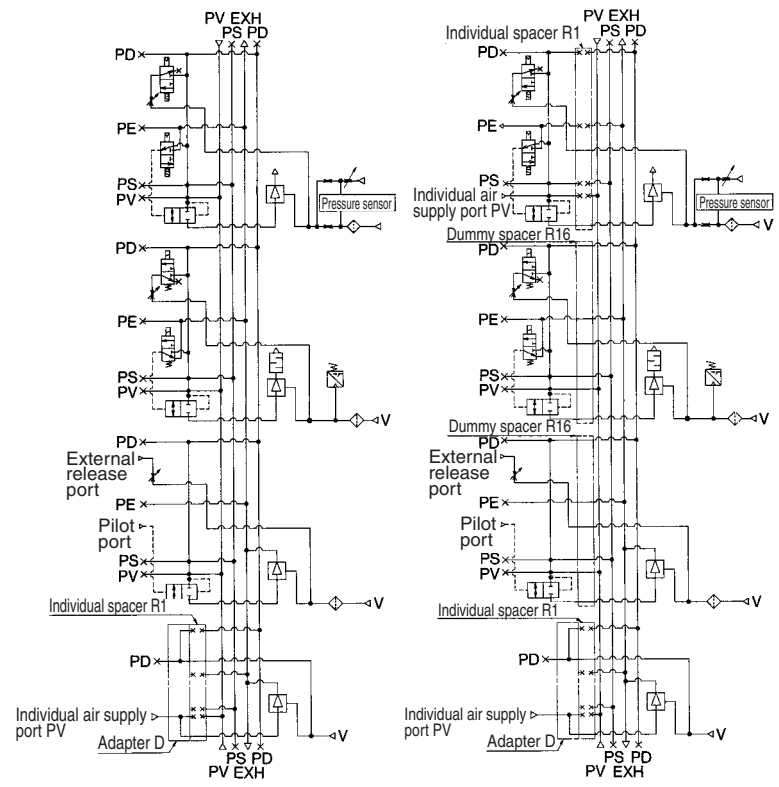 PV EXH
PS PD
PD
PE
PS
PV
Pressure sensor
V
PD
PE
PS
PV
V
PD
External
release
port
PE
Pilot
port
PS
PV
V
Individual spacer R1
PD
Individual air supply
port PV
Adapter D
V
PS PD
PV EXH
PV EXH
PS PD
Individual spacer R1
PD
PE
PS
Individual air
supply port PV
Pressure sensor
V
Dummy spacer R16
PD
PE
PS
PV
V
Dummy spacer R16
PD
External
release
port
PE
Pilot
port
PS
PV
V
Individual spacer R1
PD
Individual air supply
port PV
Adapter D
V
PS PD
PV EXH